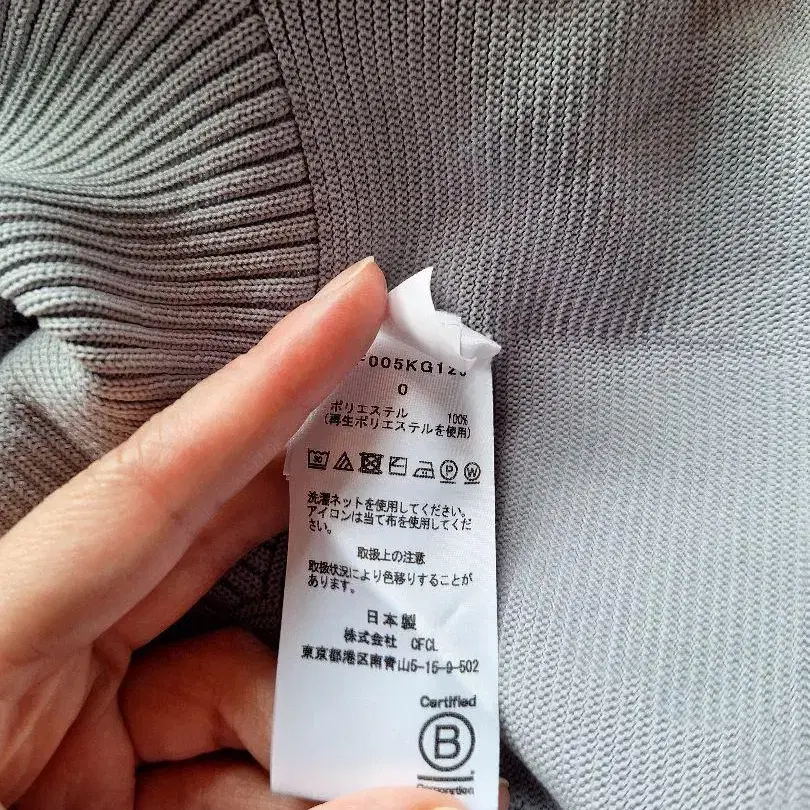 F005KG12
0
ポリエステル 100%
(再生ポリエステルを使用)
30
P W
洗濯ネットを使用してください。
アイロンは当て布を使用してくだ
さい。
取扱上の注意
取扱状況により色移りすることが
あります。
日本製
株式会社 CFCL
東京都港区南青山5-15-9-502
Certified
B
Corporation